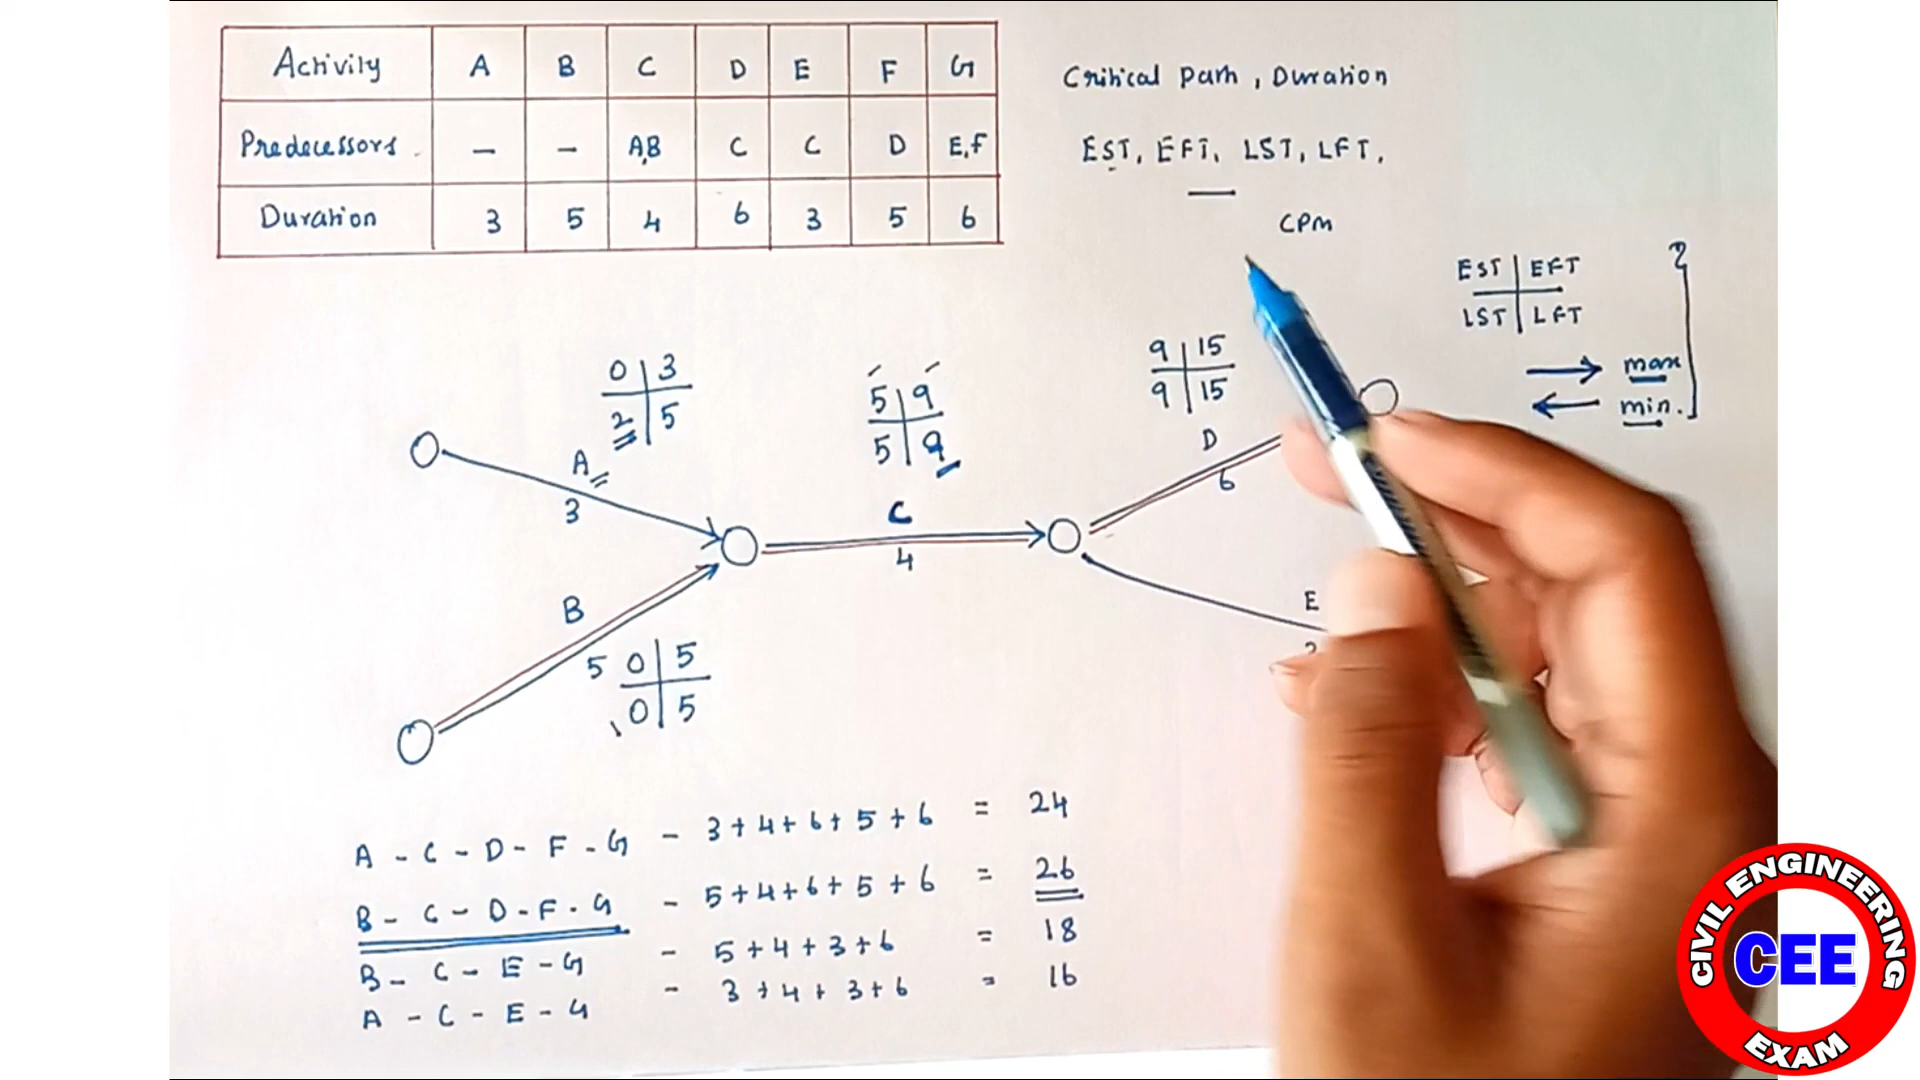 Activity A B C D E F G
Predecessors - - A,B C C D E,F
Duration 3 5 4 6 3 5 6
Critical Path, Duration
EST, EFT, LST, LFT,
CPM
EST EFT
LST LFT
max
min.
0 3
2 5
A
3
5 9
5 9
C
4
9 15
9 15
D
6
B
5
0 5
0 5
E
A - C - D - F - G - 3+4+6+5+6 = 24
B - C - D - F - G - 5+4+6+5+6 = 26
B - C - E - G - 5+4+3+6 = 18
A - C - E - G - 3+4+3+6 = 16
CIVIL ENGINEERING
CEE
EXAM